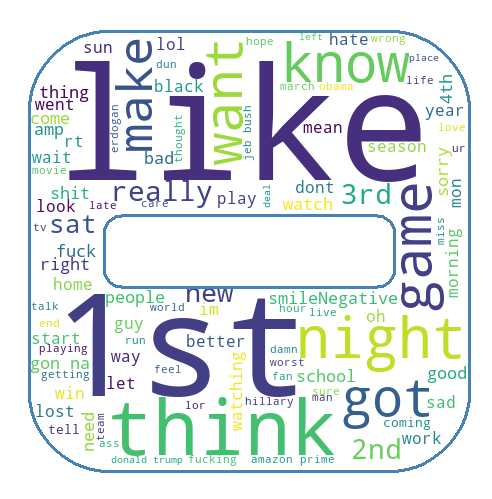 sun
lol
hope
left
hate
wrong
dun
place
thing
black
know
life
went
make
want
like
march
obama
4th
come
erdogan
thought
jeb bush
year
amp
rt
mean
season
love
wait
bad
ur
movie
sorry
shit
really
play
deal
dont
3rd
mon
look
late
care
watch
tv
sat
game
miss
fuck
right
morning
home
people
new
smileNegative
talk
world
im
hour
live
oh
end
1st
guy
run
night
start
better
playing
way
damn
gon na
worst
good
getting
feel
watching
fan
school
let
win
sure
lost
lor
hillary
man
got
sad
need
team
think
coming
tell
ass
2nd
work
donald trump
fucking
amazon prime